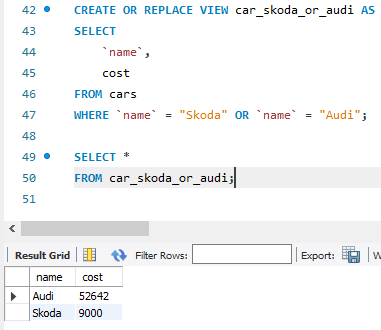 42 CREATE OR REPLACE VIEW car_skoda_or_audi AS
43 SELECT
44 `name`,
45 cost
46 FROM cars
47 WHERE `name` = "Skoda" OR `name` = "Audi";
48
49 SELECT *
50 FROM car_skoda_or_audi;
51
Result Grid Filter Rows: Export:
name cost
Audi 52642
Skoda 9000